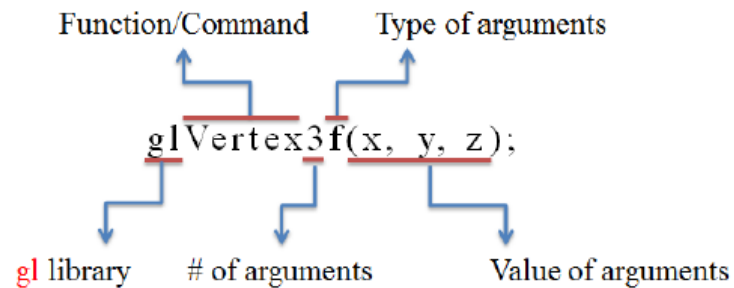 Function/Command Type of arguments
glVertex3f(x, y, z);
gl library # of arguments Value of arguments